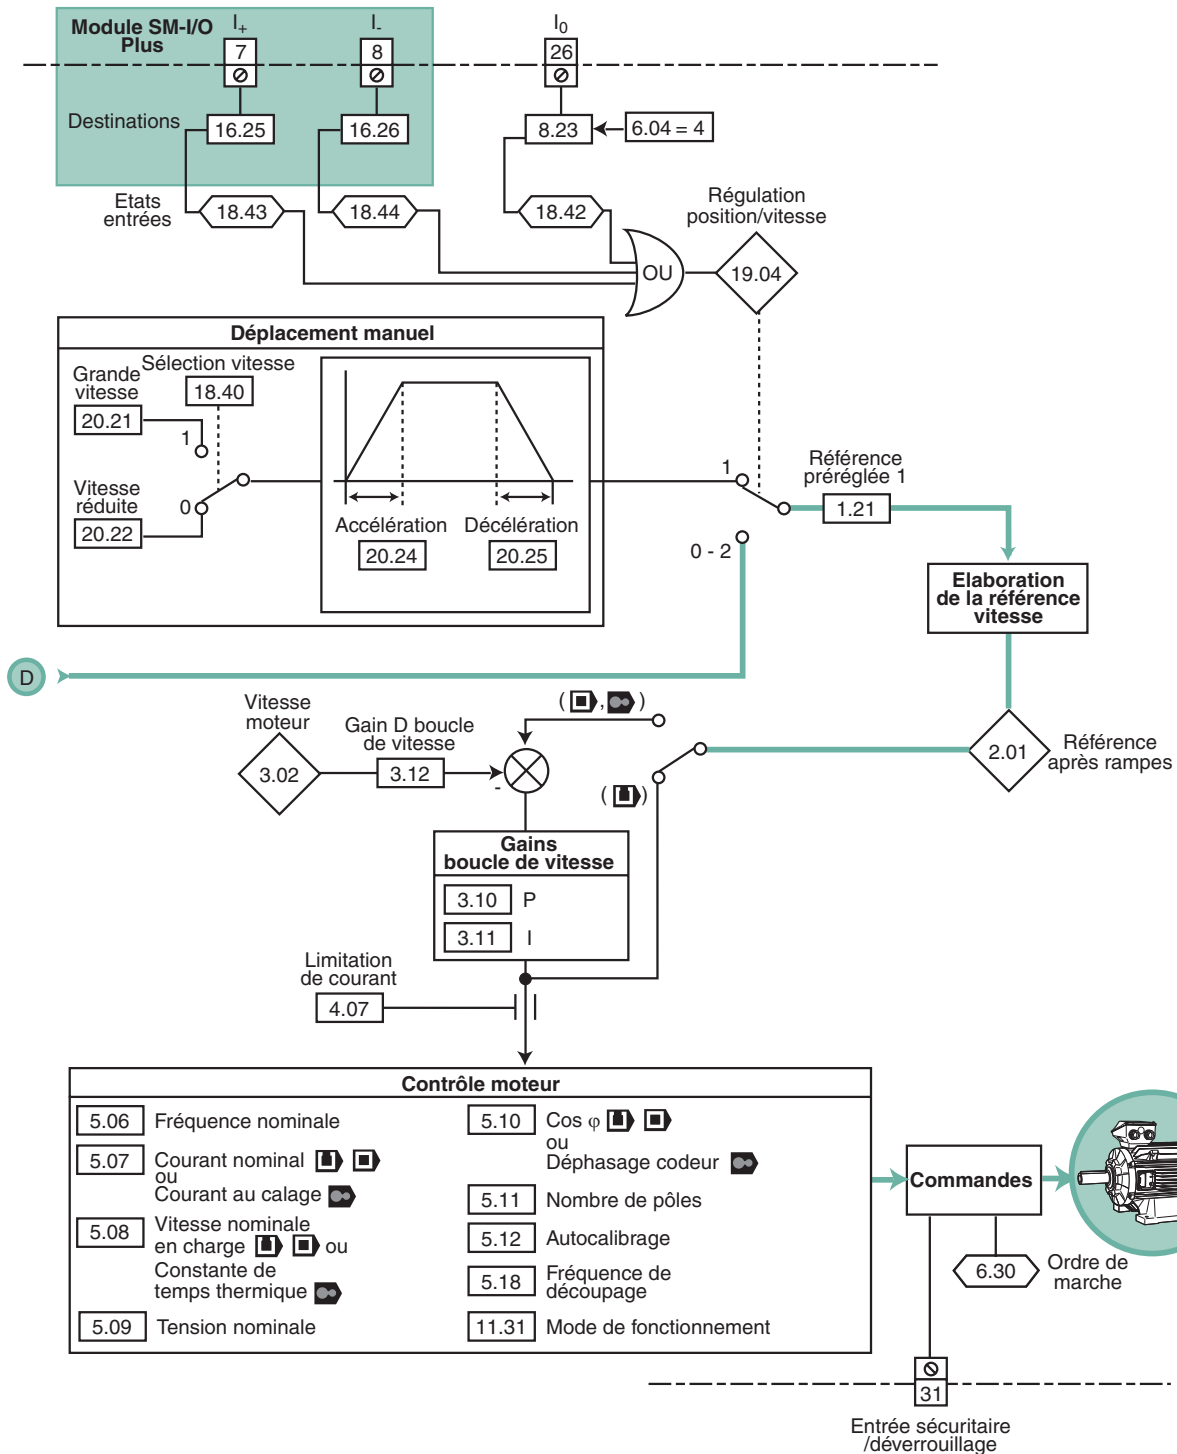 Module SM-I/O
Plus
I+
I-
I0
7
8
26
Destinations
16.25
16.26
8.23
6.04 = 4
Etats
entrées
18.43
18.44
18.42
Régulation
position/vitesse
OU
19.04
Déplacement manuel
Grande
vitesse
Sélection vitesse
18.40
20.21
1
Vitesse
réduite
0
20.22
Accélération
Décélération
20.24
20.25
1
0 - 2
Référence
préréglée 1
1.21
Elaboration
de la référence
vitesse
D
Vitesse
moteur
3.02
Gain D boucle
de vitesse
3.12
-
( , )
( )
2.01
Référence
après rampes
Gains
boucle de vitesse
3.10 P
3.11 I
Limitation
de courant
4.07
Contrôle moteur
5.06 Fréquence nominale
5.07 Courant nominal
ou
Courant au calage
5.08 Vitesse nominale
en charge ou
Constante de
temps thermique
5.09 Tension nominale
5.10 Cos φ
ou
Déphasage codeur
5.11 Nombre de pôles
5.12 Autocalibrage
5.18 Fréquence de
découpage
11.31 Mode de fonctionnement
Commandes
6.30
Ordre de
marche
31
Entrée sécuritaire
/déverrouillage